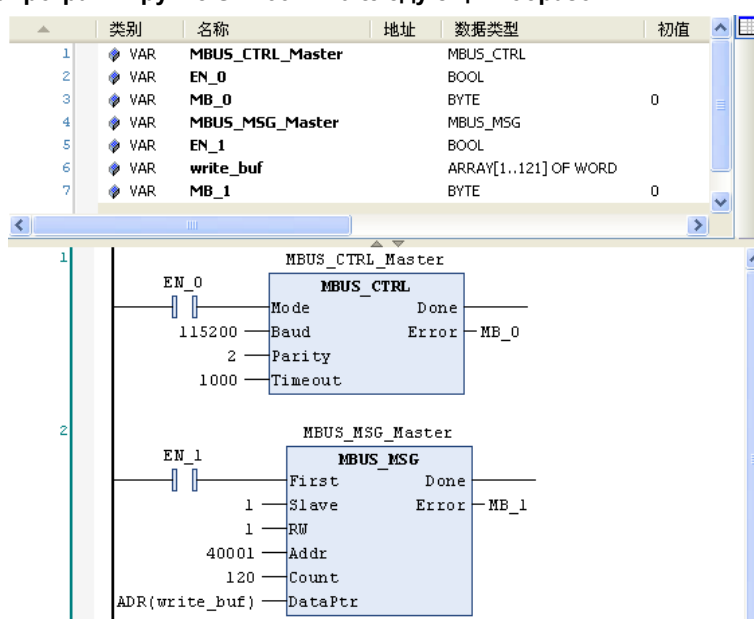 类别 名称 地址 数据类型 初值
1 VAR MBUS_CTRL_Master MBUS_CTRL
2 VAR EN_0 BOOL
3 VAR MB_0 BYTE 0
4 VAR MBUS_MSG_Master MBUS_MSG
5 VAR EN_1 BOOL
6 VAR write_buf ARRAY[1..121] OF WORD
7 VAR MB_1 BYTE 0
1 MBUS_CTRL_Master
EN_0 MBUS_CTRL
Mode Done
115200 Baud Error MB_0
2 Parity
1000 Timeout
2 MBUS_MSG_Master
EN_1 MBUS_MSG
First Done
1 Slave Error MB_1
1 RW
40001 Addr
120 Count
ADR(write_buf) DataPtr